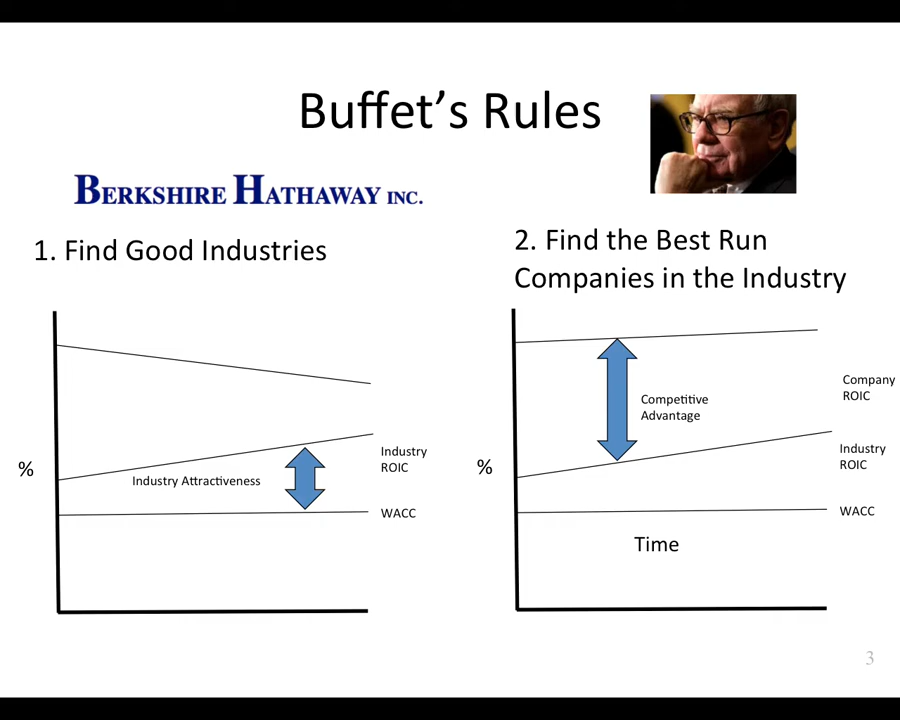 Buffet’s Rules
BERKSHIRE HATHAWAY INC.
1. Find Good Industries
%
Industry Attractiveness
Industry
ROIC
WACC
2. Find the Best Run
Companies in the Industry
%
Competitive
Advantage
Company
ROIC
Industry
ROIC
WACC
Time
3